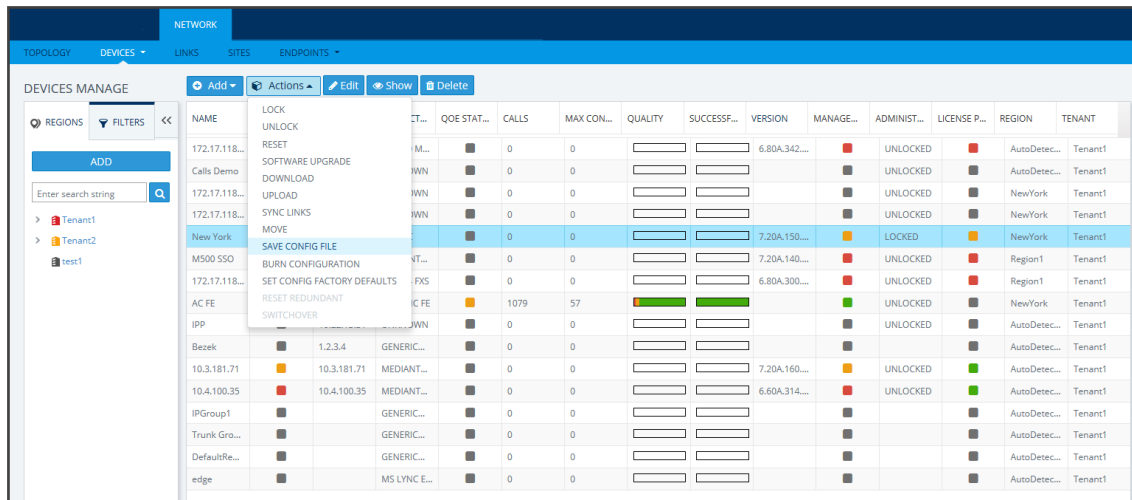 NETWORK
TOPOLOGY DEVICES LINKS SITES ENDPOINTS
DEVICES MANAGE Add Actions Edit Show Delete
REGIONS FILTERS
ADD
Enter search string
Tenant1
Tenant2
test1
LOCK
UNLOCK
RESET
SOFTWARE UPGRADE
DOWNLOAD
UPLOAD
SYNC LINKS
MOVE
SAVE CONFIG FILE
BURN CONFIGURATION
SET CONFIG FACTORY DEFAULTS
RESET REDUNDANT
SWITCHOVER
NAME CT... QOE STAT... CALLS MAX CON... QUALITY SUCCESSF... VERSION MANAGE... ADMINIST... LICENSE P... REGION TENANT
172.17.118... M... 0 0 6.80A.342.... UNLOCKED AutoDetec... Tenant1
Calls Demo OWN 0 0 UNLOCKED AutoDetec... Tenant1
172.17.118... OWN 0 0 UNLOCKED NewYork Tenant1
172.17.118... OWN 0 0 UNLOCKED NewYork Tenant1
New York 0 0 7.20A.150.... LOCKED NewYork Tenant1
M500 SSO NT... 0 0 7.20A.140.... UNLOCKED Region1 Tenant1
172.17.118... FXS 0 0 6.80A.300.... UNLOCKED Region1 Tenant1
AC FE IC FE 1079 57 UNLOCKED NewYork Tenant1
IPP 0 0 UNLOCKED AutoDetec... Tenant1
Bezek 1.2.3.4 GENERIC... 0 0 AutoDetec... Tenant1
10.3.181.71 10.3.181.71 MEDIANT... 0 0 7.20A.160.... UNLOCKED AutoDetec... Tenant1
10.4.100.35 10.4.100.35 MEDIANT... 0 0 6.60A.314.... UNLOCKED AutoDetec... Tenant1
IPGroup1 GENERIC... 0 0 AutoDetec... Tenant1
Trunk Gro... GENERIC... 0 0 AutoDetec... Tenant1
DefaultRe... GENERIC... 0 0 AutoDetec... Tenant1
edge MS LYNC E... 0 0 AutoDetec... Tenant1